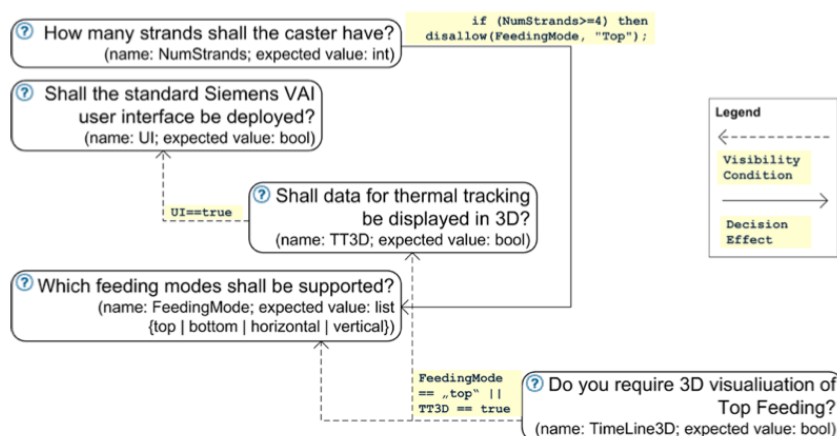 How many strands shall the caster have?
(name: NumStrands; expected value: int)
if (NumStrands>=4) then
disallow(FeedingMode, "Top");
Shall the standard Siemens VAI
user interface be deployed?
(name: UI; expected value: bool)
UI==true
Shall data for thermal tracking
be displayed in 3D?
(name: TT3D; expected value: bool)
Which feeding modes shall be supported?
(name: FeedingMode; expected value: list
{top | bottom | horizontal | vertical})
FeedingMode
== „top“ ||
TT3D == true
Do you require 3D visualiuation of
Top Feeding?
(name: TimeLine3D; expected value: bool)
Legend
Visibility
Condition
Decision
Effect